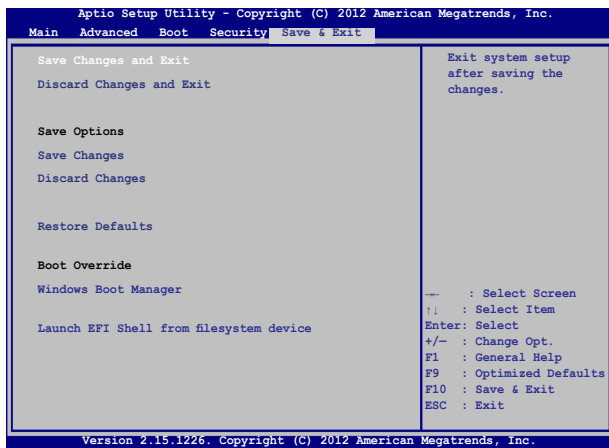 Aptio Setup Utility - Copyright (C) 2012 American Megatrends, Inc.
Main Advanced Boot Security Save & Exit
Save Changes and Exit
Discard Changes and Exit
Save Options
Save Changes
Discard Changes
Restore Defaults
Boot Override
Windows Boot Manager
Launch EFI Shell from filesystem device
Exit system setup
after saving the
changes.
→← : Select Screen
↑↓ : Select Item
Enter: Select
+/— : Change Opt.
F1 : General Help
F9 : Optimized Defaults
F10 : Save & Exit
ESC : Exit
Version 2.15.1226. Copyright (C) 2012 American Megatrends, Inc.